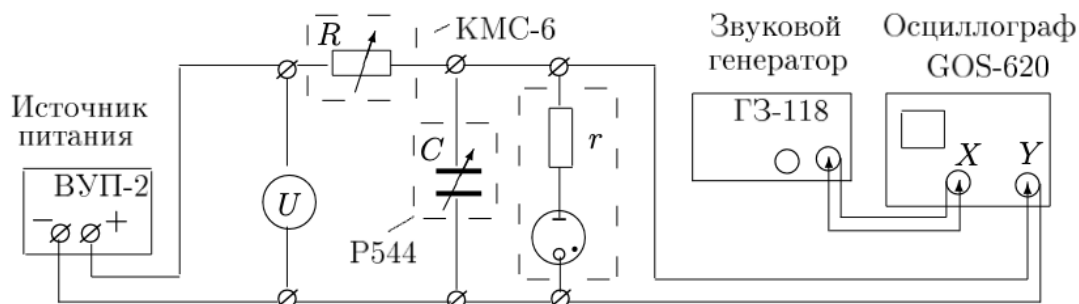 Источник
питания
ВУП-2
− +
U
R
КМС-6
C
Р544
r
Звуковой
генератор
ГЗ-118
Осциллограф
GOS-620
X Y